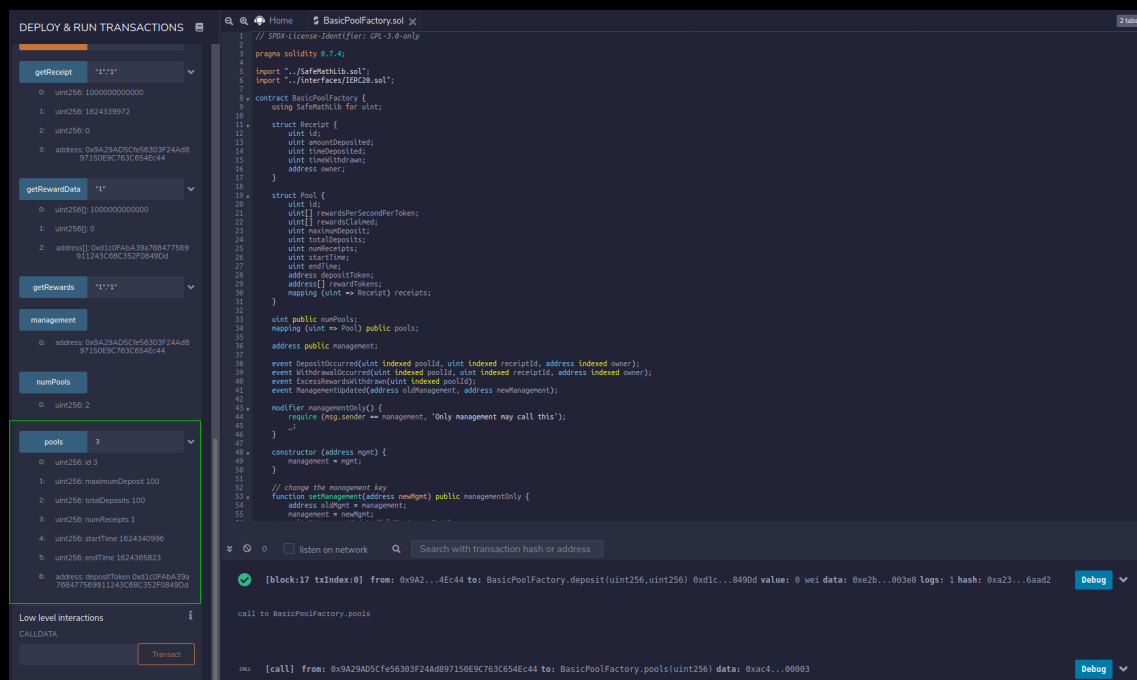 DEPLOY & RUN TRANSACTIONS
getReceipt "1","1"
0: uint256: 1000000000000
1: uint256: 1624339972
2: uint256: 0
3: address: 0x9A29AD5Cfe56303F24Ad8
97150E9C763C654Ec44
getRewardData "1"
0: uint256[]: 1000000000000
1: uint256[]: 0
2: address[]: 0xd1c0FAbA39a768477569
911243C68C352F0849Dd
getRewards "1","1"
management
0: address: 0x9A29AD5Cfe56303F24Ad8
97150E9C763C654Ec44
numPools
0: uint256: 2
pools 3
0: uint256: id 3
1: uint256: maximumDeposit 100
2: uint256: totalDeposits 100
3: uint256: numReceipts 1
4: uint256: startTime 1624340996
5: uint256: endTime 1624365823
6: address: depositToken 0xd1c0FAbA39a
768477569911243C68C352F0849Dd
Low level interactions i
CALLDATA
Transact
Home BasicPoolFactory.sol
2 tabs
1 // SPDX-License-Identifier: GPL-3.0-only
2
3 pragma solidity 0.7.4;
4
5 import "../SafeMathLib.sol";
6 import "../interfaces/IERC20.sol";
7
8 contract BasicPoolFactory {
9 using SafeMathLib for uint;
10
11 struct Receipt {
12 uint id;
13 uint amountDeposited;
14 uint timeDeposited;
15 uint timeWithdrawn;
16 address owner;
17 }
18
19 struct Pool {
20 uint id;
21 uint[] rewardsPerSecondPerToken;
22 uint[] rewardsClaimed;
23 uint maximumDeposit;
24 uint totalDeposits;
25 uint numReceipts;
26 uint startTime;
27 uint endTime;
28 address depositToken;
29 address[] rewardTokens;
30 mapping (uint => Receipt) receipts;
31 }
32
33 uint public numPools;
34 mapping (uint => Pool) public pools;
35
36 address public management;
37
38 event DepositOccurred(uint indexed poolId, uint indexed receiptId, address indexed owner);
39 event WithdrawalOccurred(uint indexed poolId, uint indexed receiptId, address indexed owner);
40 event ExcessRewardsWithdrawn(uint indexed poolId);
41 event ManagementUpdated(address oldManagement, address newManagement);
42
43 modifier managementOnly() {
44 require (msg.sender == management, 'Only management may call this');
45 _;
46 }
47
48 constructor (address mgmt) {
49 management = mgmt;
50 }
51
52 // change the management key
53 function setManagement(address newMgmt) public managementOnly {
54 address oldMgmt = management;
55 management = newMgmt;
0 listen on network Search with transaction hash or address
[block:17 txIndex:0] from: 0x9A2...4Ec44 to: BasicPoolFactory.deposit(uint256,uint256) 0xd1c...849Dd value: 0 wei data: 0xe2b...003e8 logs: 1 hash: 0xa23...6aad2 Debug
call to BasicPoolFactory.pools
CALL [call] from: 0x9A29AD5Cfe56303F24Ad897150E9C763C654Ec44 to: BasicPoolFactory.pools(uint256) data: 0xac4...00003 Debug